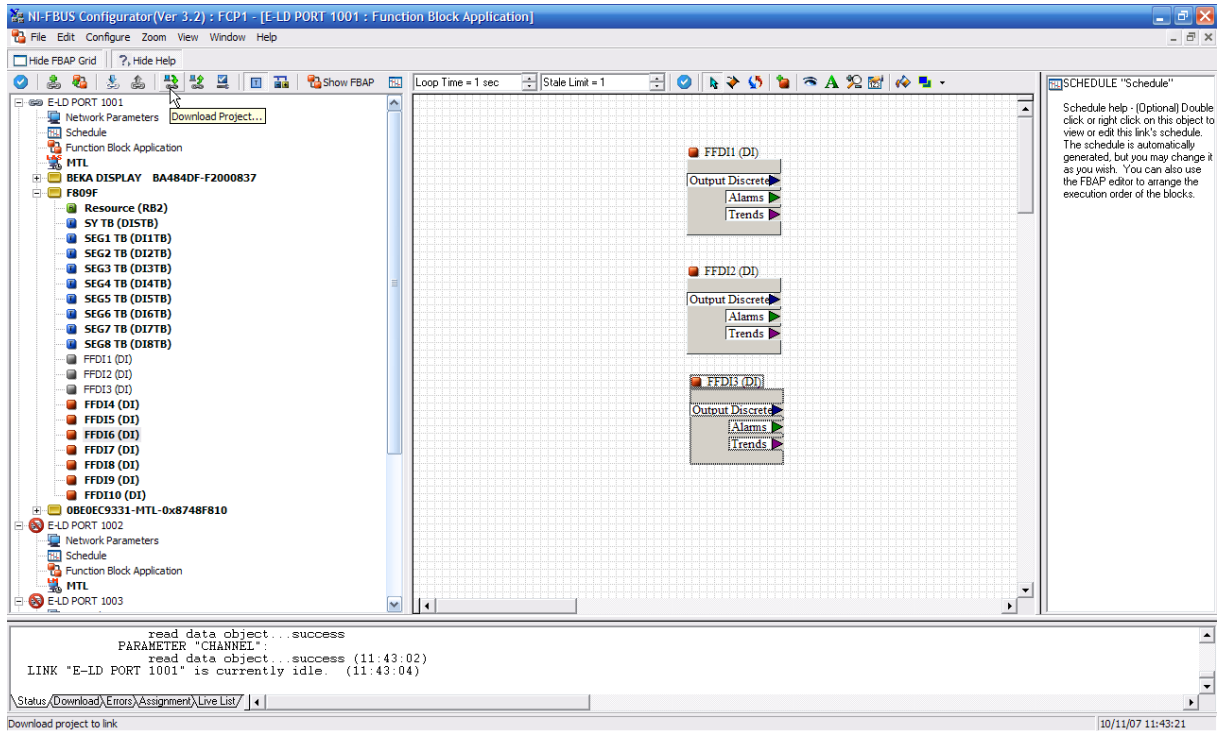 NI-FBUS Configurator(Ver 3.2) : FCP1 - [E-LD PORT 1001 : Function Block Application]
File Edit Configure Zoom View Window Help
Hide FBAP Grid ?, Hide Help
Show FBAP Loop Time = 1 sec Stale Limit = 1
E-LD PORT 1001
Network Parameters
Download Project...
Schedule
Function Block Application
MTL
BEKA DISPLAY BA484DF-F2000837
F809F
Resource (RB2)
SY TB (DISTB)
SEG1 TB (DI1TB)
SEG2 TB (DI2TB)
SEG3 TB (DI3TB)
SEG4 TB (DI4TB)
SEG5 TB (DI5TB)
SEG6 TB (DI6TB)
SEG7 TB (DI7TB)
SEG8 TB (DI8TB)
FFDI1 (DI)
FFDI2 (DI)
FFDI3 (DI)
FFDI4 (DI)
FFDI5 (DI)
FFDI6 (DI)
FFDI7 (DI)
FFDI8 (DI)
FFDI9 (DI)
FFDI10 (DI)
0BE0EC9331-MTL-0x8748F810
E-LD PORT 1002
Network Parameters
Schedule
Function Block Application
MTL
E-LD PORT 1003
FFDI1 (DI)
Output Discrete
Alarms
Trends
FFDI2 (DI)
Output Discrete
Alarms
Trends
FFDI3 (DI)
Output Discrete
Alarms
Trends
SCHEDULE "Schedule"
Schedule help - (Optional) Double
click or right click on this object to
view or edit this link's schedule.
The schedule is automatically
generated, but you may change it
as you wish. You can also use
the FBAP editor to arrange the
execution order of the blocks.
read data object...success
PARAMETER "CHANNEL":
read data object...success (11:43:02)
LINK "E-LD PORT 1001" is currently idle. (11:43:04)
Status Download Errors Assignment Live List
Download project to link
10/11/07 11:43:21